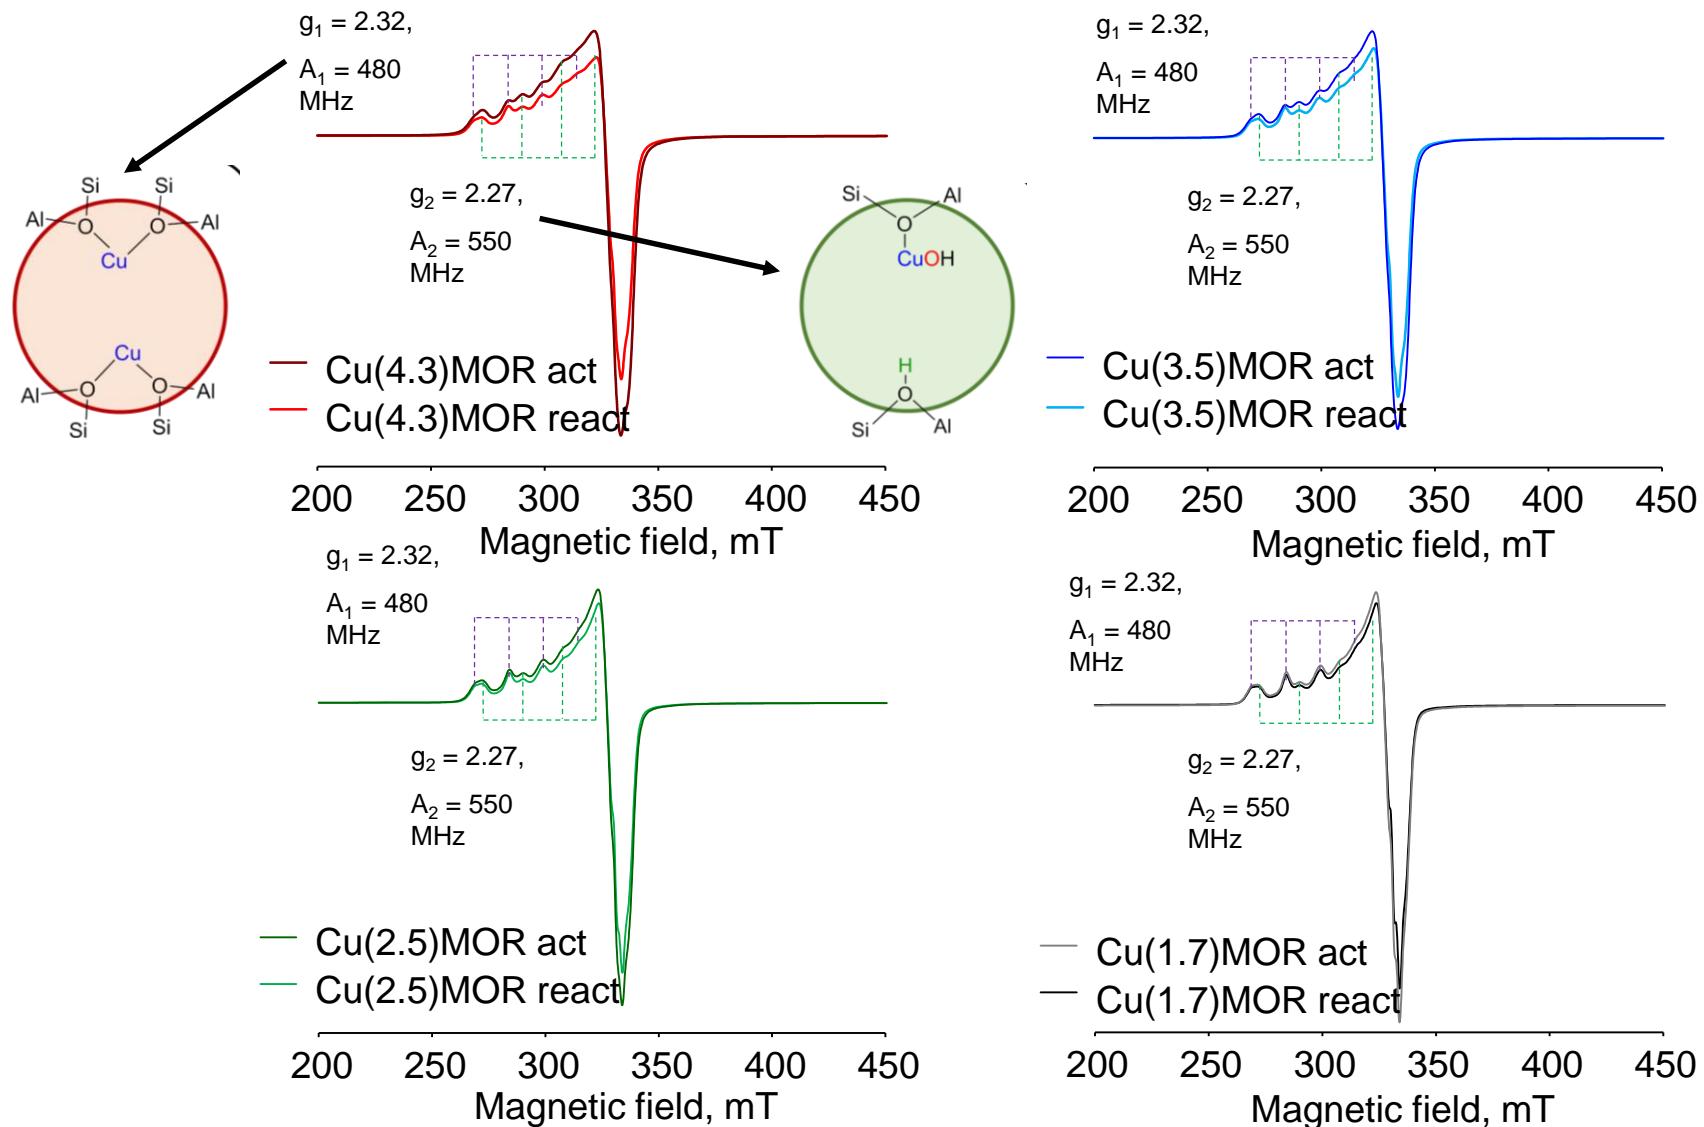 g₁ = 2.32,
A₁ = 480
MHz
g₂ = 2.27,
A₂ = 550
MHz
Si Si
Al O O Al
Cu
Cu
Al O O Al
Si Si
Si Al
O
CuOH
H
O
Si Al
Cu(4.3)MOR act
Cu(4.3)MOR react
200 250 300 350 400 450
Magnetic field, mT
g₁ = 2.32,
A₁ = 480
MHz
g₂ = 2.27,
A₂ = 550
MHz
Cu(3.5)MOR act
Cu(3.5)MOR react
200 250 300 350 400 450
Magnetic field, mT
g₁ = 2.32,
A₁ = 480
MHz
g₂ = 2.27,
A₂ = 550
MHz
Cu(2.5)MOR act
Cu(2.5)MOR react
200 250 300 350 400 450
Magnetic field, mT
g₁ = 2.32,
A₁ = 480
MHz
g₂ = 2.27,
A₂ = 550
MHz
Cu(1.7)MOR act
Cu(1.7)MOR react
200 250 300 350 400 450
Magnetic field, mT